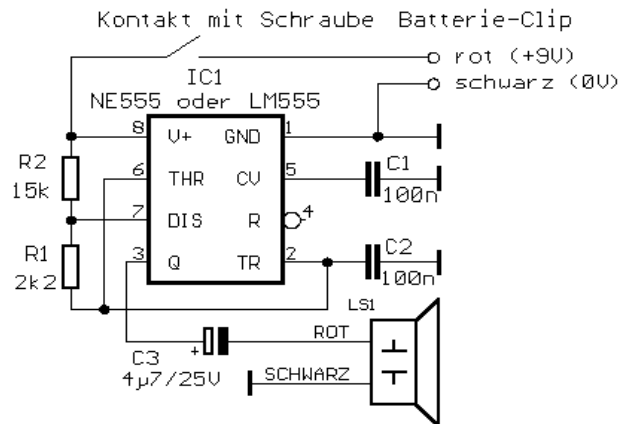 Kontakt mit Schraube Batterie-Clip
rot (+9V)
IC1
schwarz (0V)
NE555 oder LM555
8 V+ GND 1
R2
15k
6 THR CV 5
C1
100n
7 DIS R 4
R1
2k2
3 Q TR 2
C2
100n
LS1
ROT
C3
+
4µ7/25V
SCHWARZ